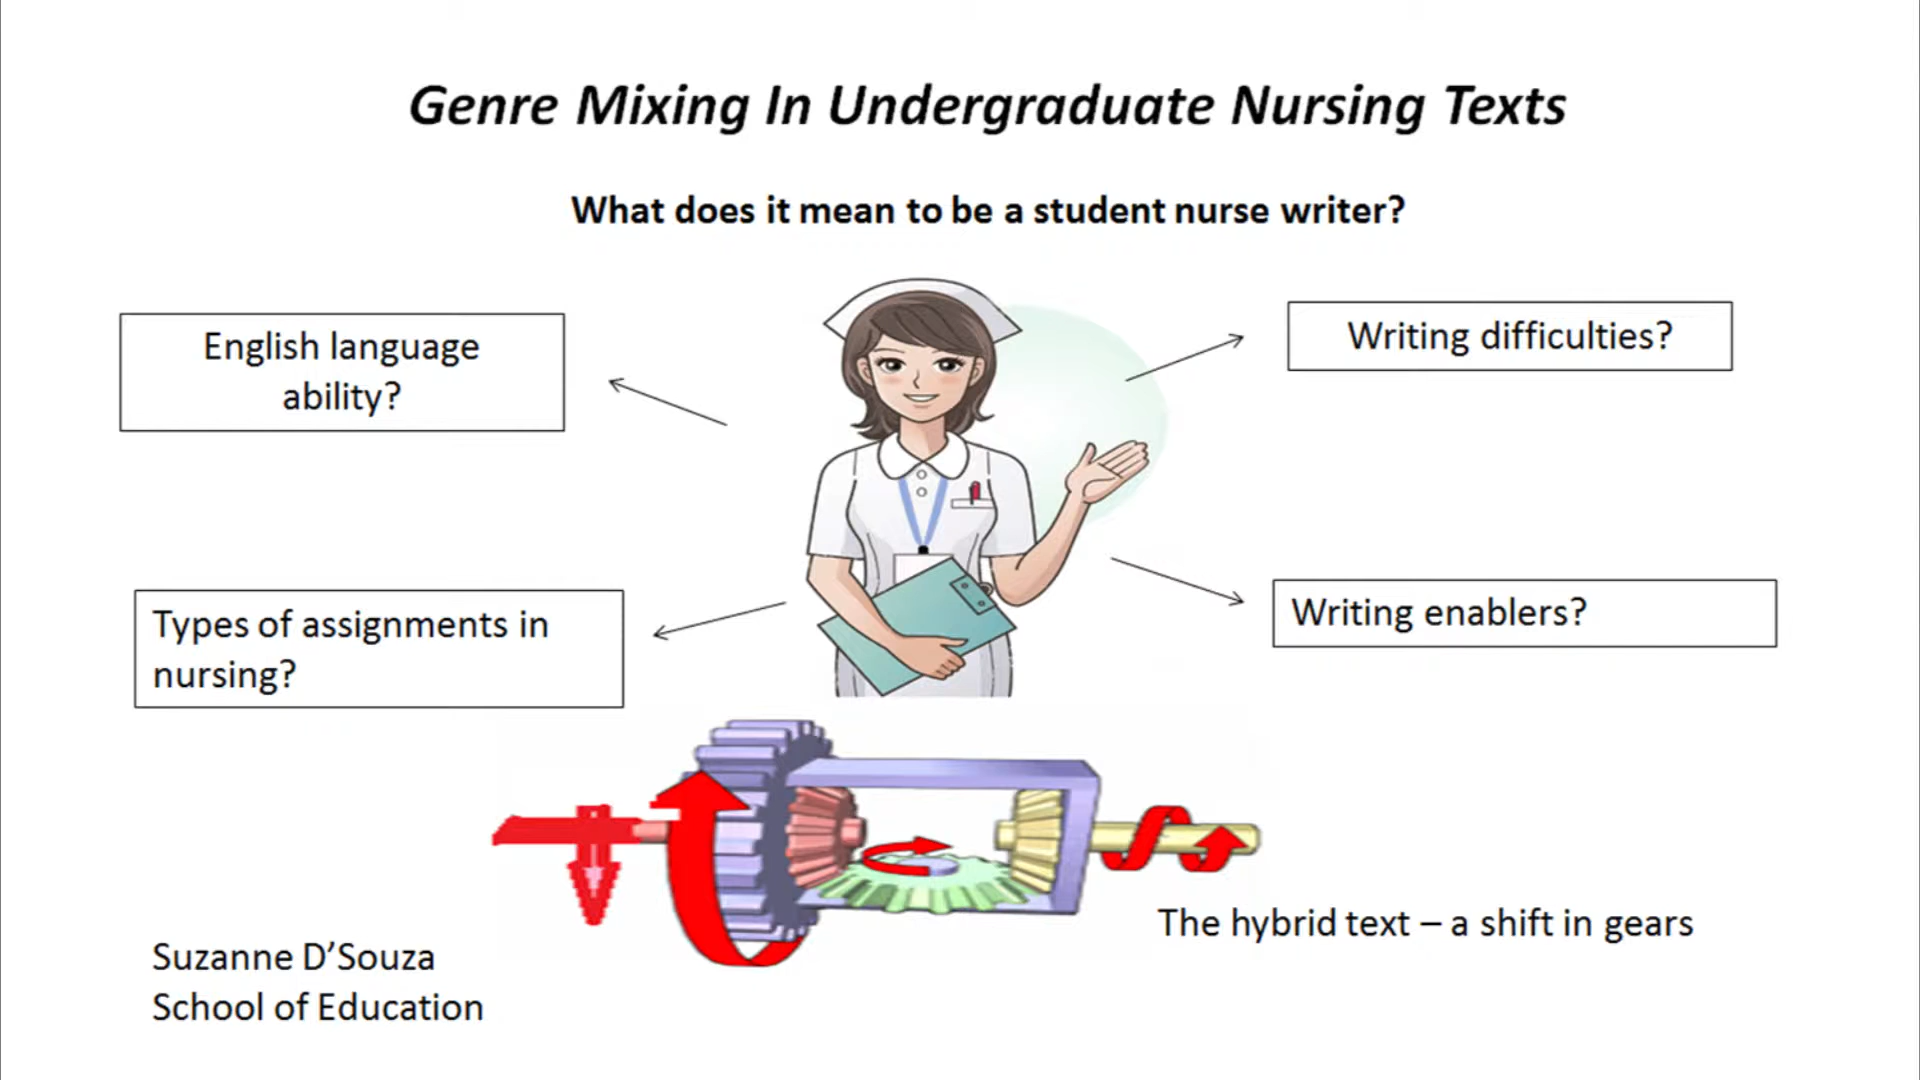 Genre Mixing In Undergraduate Nursing Texts
What does it mean to be a student nurse writer?
English language
ability?
Writing difficulties?
Types of assignments in
nursing?
Writing enablers?
The hybrid text – a shift in gears
Suzanne D’Souza
School of Education